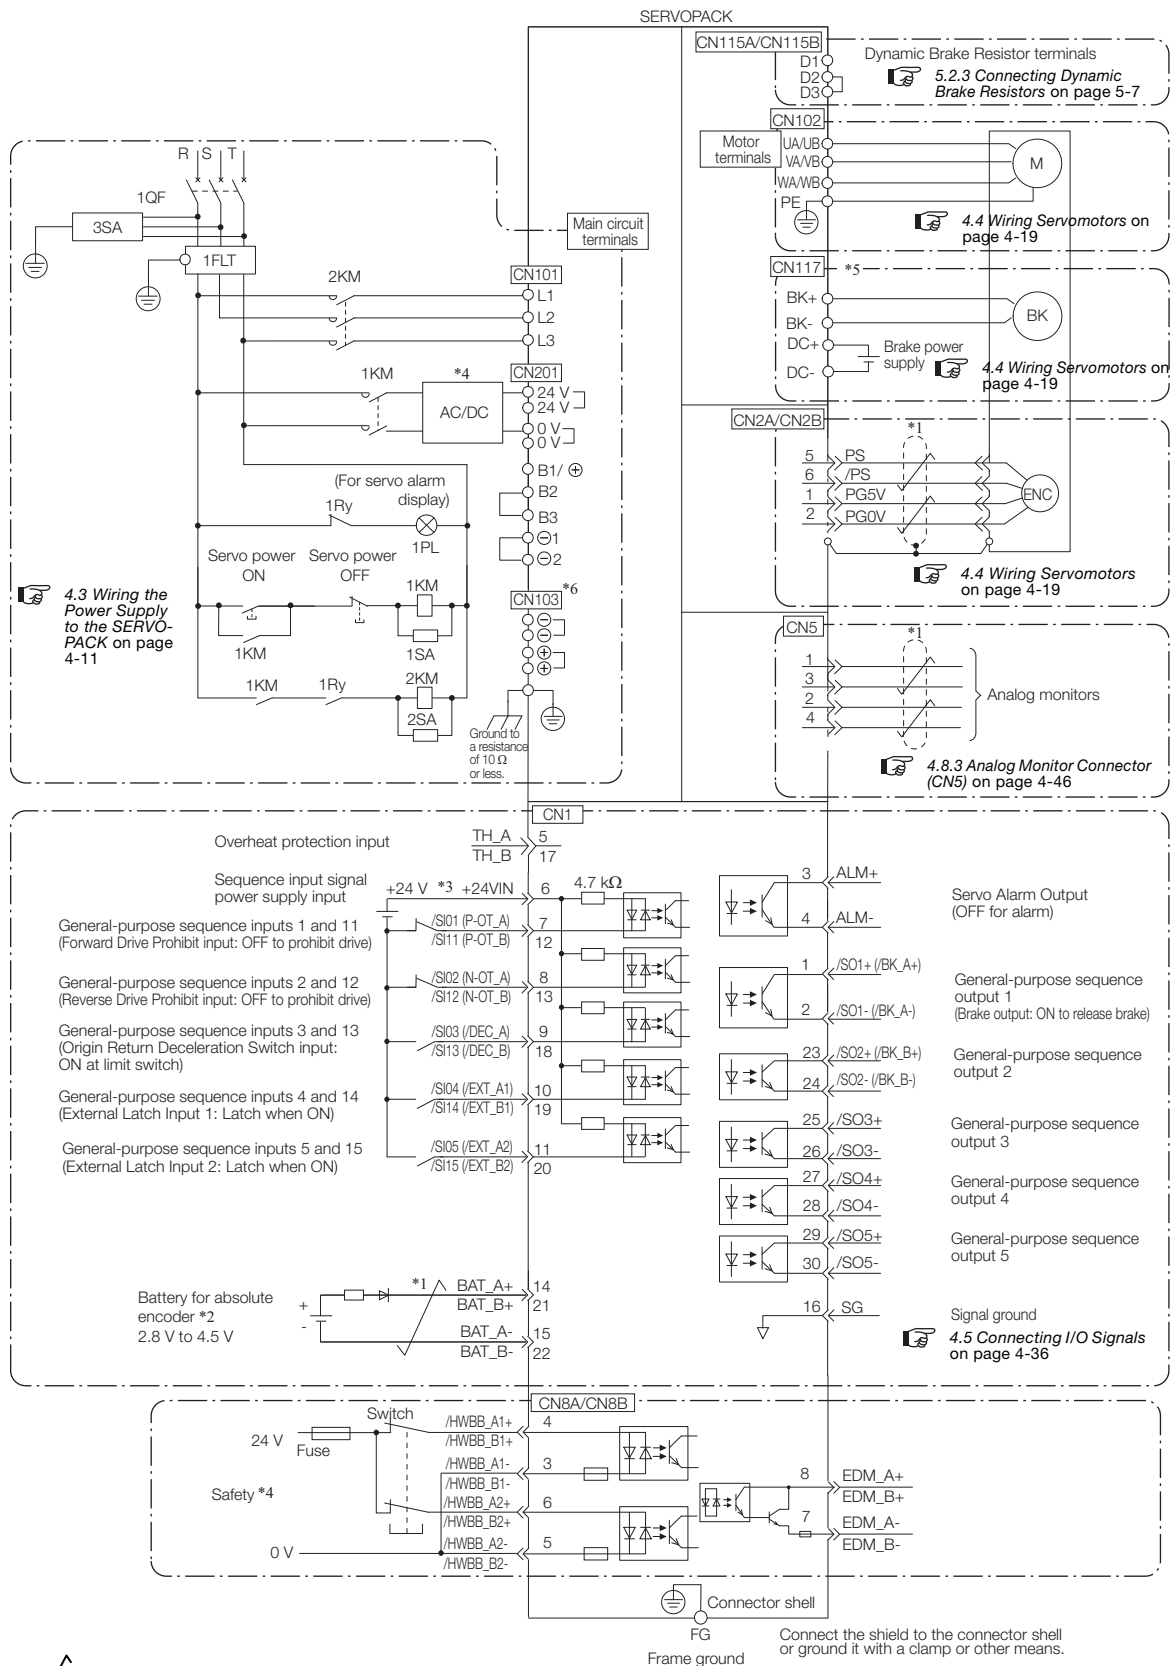 SERVOPACK
CN115A/CN115B
D1
D2
D3
Dynamic Brake Resistor terminals
5.2.3 Connecting Dynamic
Brake Resistors on page 5-7
CN102
Motor
terminals
UA/UB
VA/VB
WA/WB
PE
M
4.4 Wiring Servomotors on
page 4-19
CN117
*5
BK+
BK-
DC+
DC-
BK
Brake power
supply
4.4 Wiring Servomotors on
page 4-19
CN2A/CN2B
*1
5 PS
6 /PS
1 PG5V
2 PG0V
ENC
4.4 Wiring Servomotors
on page 4-19
CN5
*1
1
3
2
4
Analog monitors
4.8.3 Analog Monitor Connector
(CN5) on page 4-46
R S T
1QF
3SA
1FLT
Main circuit
terminals
2KM
CN101
L1
L2
L3
CN201
1KM
*4
AC/DC
24 V
24 V
0 V
0 V
B1/ ⊕
B2
B3
⊖1
⊖2
(For servo alarm
display)
1Ry
1PL
Servo power
ON
Servo power
OFF
1KM
1KM
1SA
CN103
*6
⊖
⊖
⊕
⊕
4.3 Wiring the
Power Supply
to the SERVO-
PACK on page
4-11
1KM
1Ry
2KM
2SA
Ground to
a resistance
of 10 Ω
or less.
CN1
Overheat protection input
TH_A 5
TH_B 17
Sequence input signal
power supply input
+24 V *3 +24VIN 6
4.7 kΩ
General-purpose sequence inputs 1 and 11
(Forward Drive Prohibit input: OFF to prohibit drive)
/SI01 (P-OT_A) 7
/SI11 (P-OT_B) 12
General-purpose sequence inputs 2 and 12
(Reverse Drive Prohibit input: OFF to prohibit drive)
/SI02 (N-OT_A) 8
/SI12 (N-OT_B) 13
General-purpose sequence inputs 3 and 13
(Origin Return Deceleration Switch input:
ON at limit switch)
/SI03 (/DEC_A) 9
/SI13 (/DEC_B) 18
General-purpose sequence inputs 4 and 14
(External Latch Input 1: Latch when ON)
/SI04 (/EXT_A1) 10
/SI14 (/EXT_B1) 19
General-purpose sequence inputs 5 and 15
(External Latch Input 2: Latch when ON)
/SI05 (/EXT_A2) 11
/SI15 (/EXT_B2) 20
3 ALM+
4 ALM-
Servo Alarm Output
(OFF for alarm)
1 /SO1+ (/BK_A+)
2 /SO1- (/BK_A-)
General-purpose sequence
output 1
(Brake output: ON to release brake)
23 /SO2+ (/BK_B+)
24 /SO2- (/BK_B-)
General-purpose sequence
output 2
25 /SO3+
26 /SO3-
General-purpose sequence
output 3
27 /SO4+
28 /SO4-
General-purpose sequence
output 4
29 /SO5+
30 /SO5-
General-purpose sequence
output 5
Battery for absolute
encoder *2
2.8 V to 4.5 V
+
-
*1
BAT_A+ 14
BAT_B+ 21
BAT_A- 15
BAT_B- 22
16 SG
Signal ground
4.5 Connecting I/O Signals
on page 4-36
CN8A/CN8B
Switch
24 V
Fuse
Safety *4
0 V
/HWBB_A1+ 4
/HWBB_B1+
/HWBB_A1- 3
/HWBB_B1-
/HWBB_A2+ 6
/HWBB_B2+
/HWBB_A2- 5
/HWBB_B2-
8 EDM_A+
EDM_B+
7 EDM_A-
EDM_B-
Connector shell
FG
Frame ground
Connect the shield to the connector shell
or ground it with a clamp or other means.